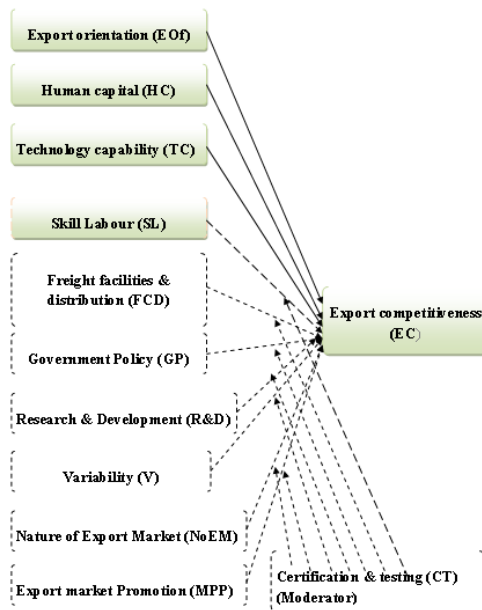 Export orientation (EOf)
Human capital (HC)
Technology capability (TC)
Skill Labour (SL)
Freight facilities &
distribution (FCD)
Government Policy (GP)
Research & Development (R&D)
Variability (V)
Nature of Export Market (NoEM)
Export market Promotion (MPP)
Export competitiveness
(EC)
Certification & testing (CT)
(Moderator)